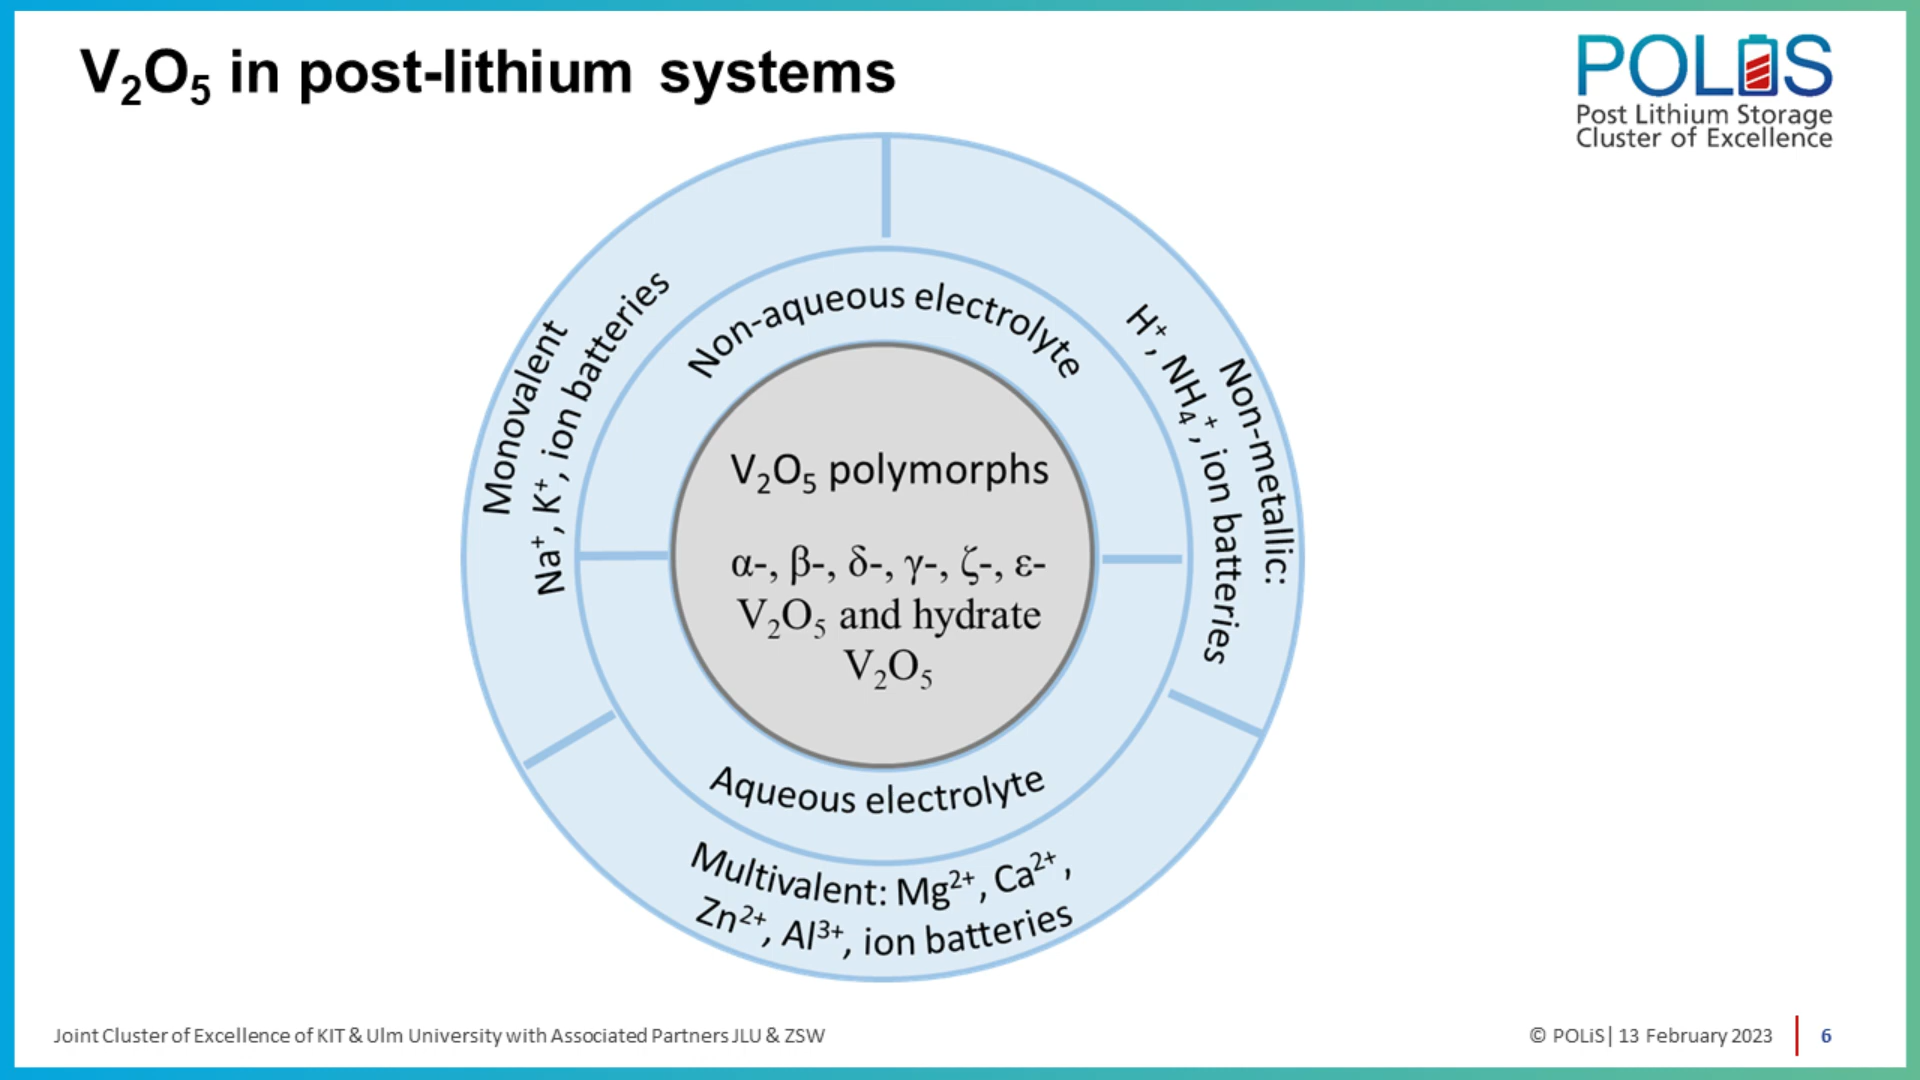 V₂O₅ in post-lithium systems
POLiS
Post Lithium Storage
Cluster of Excellence
Monovalent
Na⁺, K⁺, ion batteries
Non-aqueous electrolyte
Non-metallic:
H⁺, NH₄⁺, ion batteries
V₂O₅ polymorphs
α-, β-, δ-, γ-, ζ-, ε-
V₂O₅ and hydrate
V₂O₅
Aqueous electrolyte
Multivalent: Mg²⁺, Ca²⁺,
Zn²⁺, Al³⁺, ion batteries
Joint Cluster of Excellence of KIT & Ulm University with Associated Partners JLU & ZSW
© POLiS| 13 February 2023
6